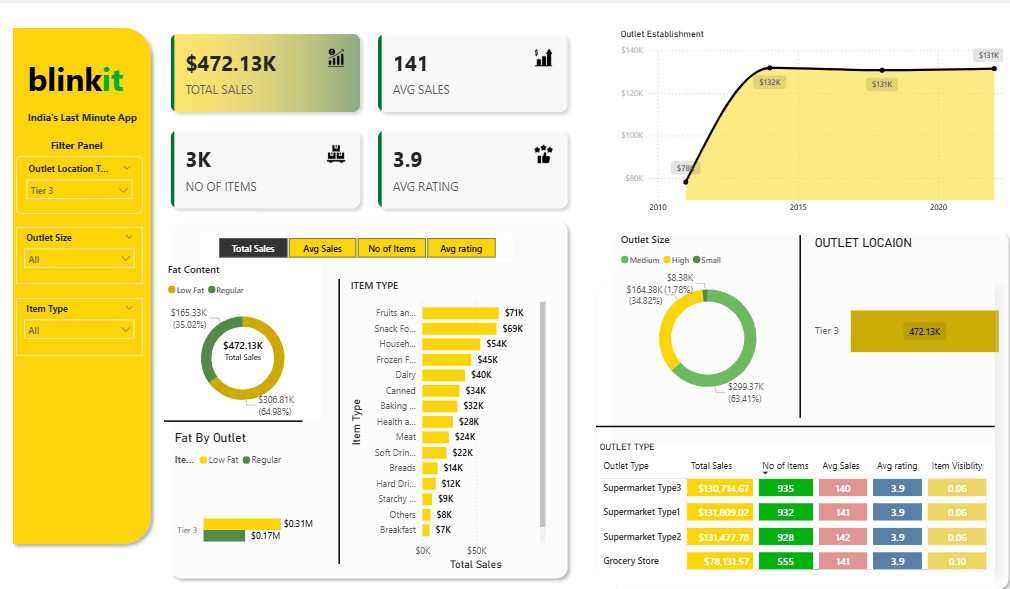 blinkit
India's Last Minute App
Filter Panel
Outlet Location T...
Tier 3
Outlet Size
All
Item Type
All
$472.13K
TOTAL SALES
141
AVG SALES
3K
NO OF ITEMS
3.9
AVG RATING
Total Sales Avg Sales No of Items Avg rating
Fat Content
Low Fat Regular
$165.33K
(35.02%)
$472.13K
Total Sales
$306.81K
(64.98%)
Fat By Outlet
Ite... Low Fat Regular
Tier 3
$0.31M
$0.17M
ITEM TYPE
Item Type
Fruits an... $71K
Snack Fo... $69K
Househ... $54K
Frozen F... $45K
Dairy $40K
Canned $34K
Baking ... $32K
Health a... $28K
Meat $24K
Soft Drin... $22K
Breads $14K
Hard Dri... $12K
Starchy ... $9K
Others $8K
Breakfast $7K
$0K $50K
Total Sales
Outlet Establishment
$140K
$120K
$100K
$80K
$78K
$132K
$131K
$131K
2010 2015 2020
Outlet Size
Medium High Small
$8.38K
(1.78%)
$164.38K
(34.82%)
$299.37K
(63.41%)
OUTLET LOCAION
Tier 3 472.13K
OUTLET TYPE
Outlet Type Total Sales No of Items Avg Sales Avg rating Item Visiblity
Supermarket Type3 $130,714.67 935 140 3.9 0.06
Supermarket Type1 $131,809.02 932 141 3.9 0.06
Supermarket Type2 $131,477.78 928 142 3.9 0.06
Grocery Store $78,131.57 555 141 3.9 0.10